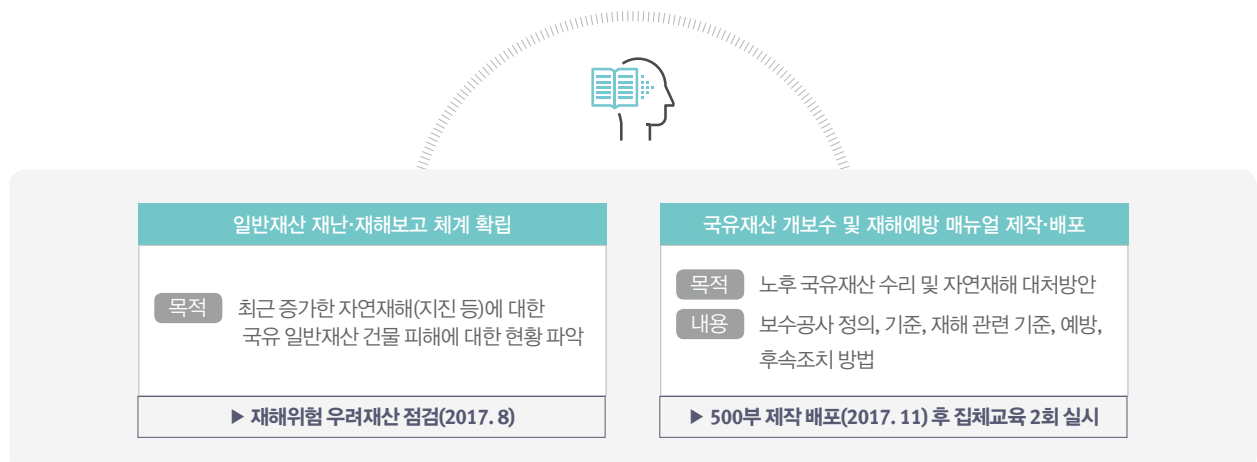 일반재산 재난·재해보고 체계 확립
목적 최근 증가한 자연재해(지진 등)에 대한
국유 일반재산 건물 피해에 대한 현황 파악
▶ 재해위험 우려재산 점검(2017. 8)
국유재산 개보수 및 재해예방 매뉴얼 제작·배포
목적 노후 국유재산 수리 및 자연재해 대처방안
내용 보수공사 정의, 기준, 재해 관련 기준, 예방,
후속조치 방법
▶ 500부 제작 배포(2017. 11) 후 집체교육 2회 실시